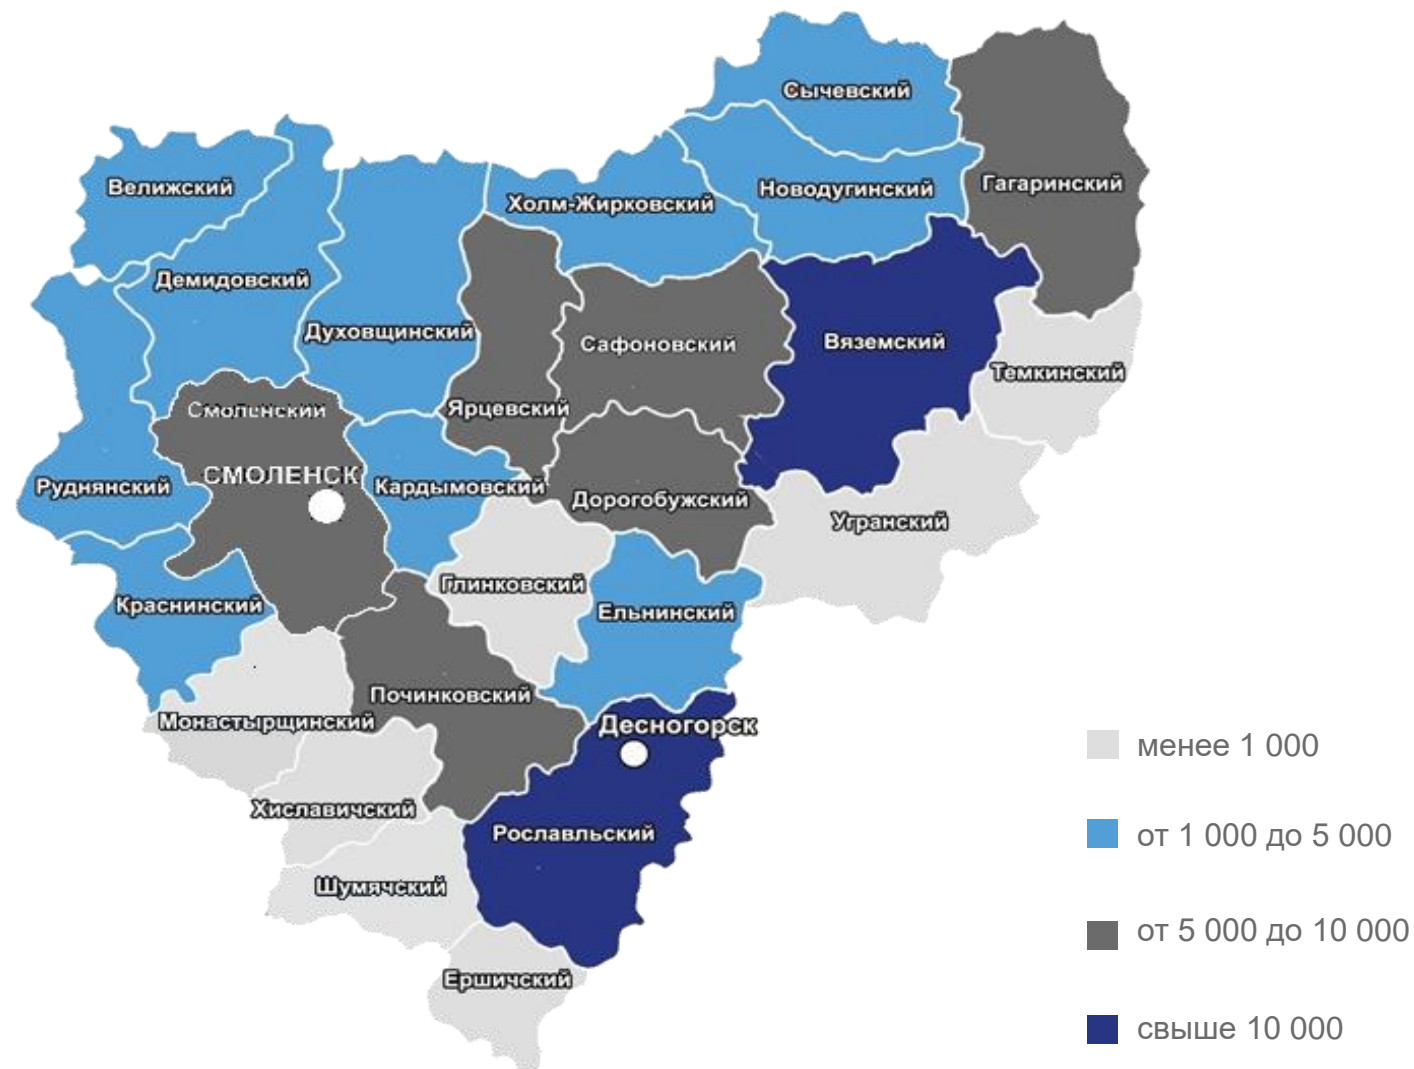 Сычевский
Гагаринский
Велижский
Новодугинский
Холм-Жирковский
Демидовский
Духовщинский
Сафоновский
Вяземский
Темкинский
Смоленский
Ярцевский
СМОЛЕНСК
Руднянский
Кардымовский
Дорогобужский
Угранский
Глинковский
Краснинский
Ельнинский
Починковский
Монастырщинский
Десногорск
Хиславичский
Рославльский
Шумячский
Ершичский
менее 1 000
от 1 000 до 5 000
от 5 000 до 10 000
свыше 10 000